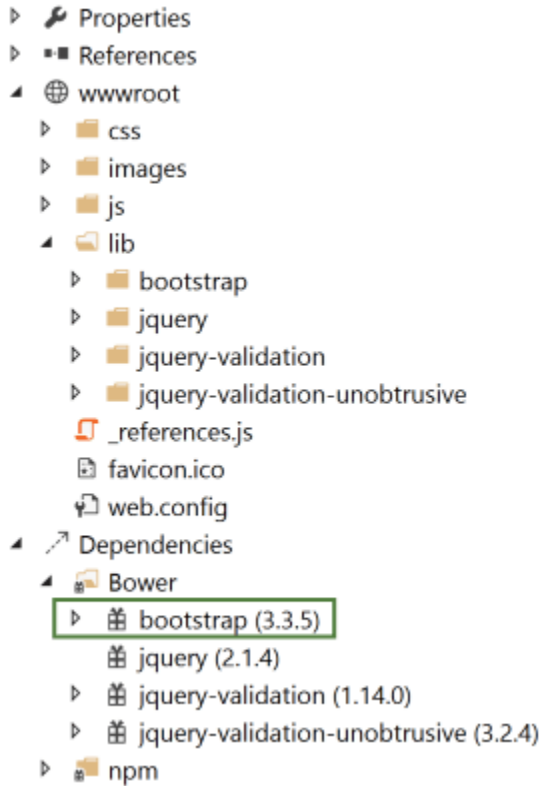 Properties
References
wwwroot
css
images
js
lib
bootstrap
jquery
jquery-validation
jquery-validation-unobtrusive
_references.js
favicon.ico
web.config
Dependencies
Bower
bootstrap (3.3.5)
jquery (2.1.4)
jquery-validation (1.14.0)
jquery-validation-unobtrusive (3.2.4)
npm